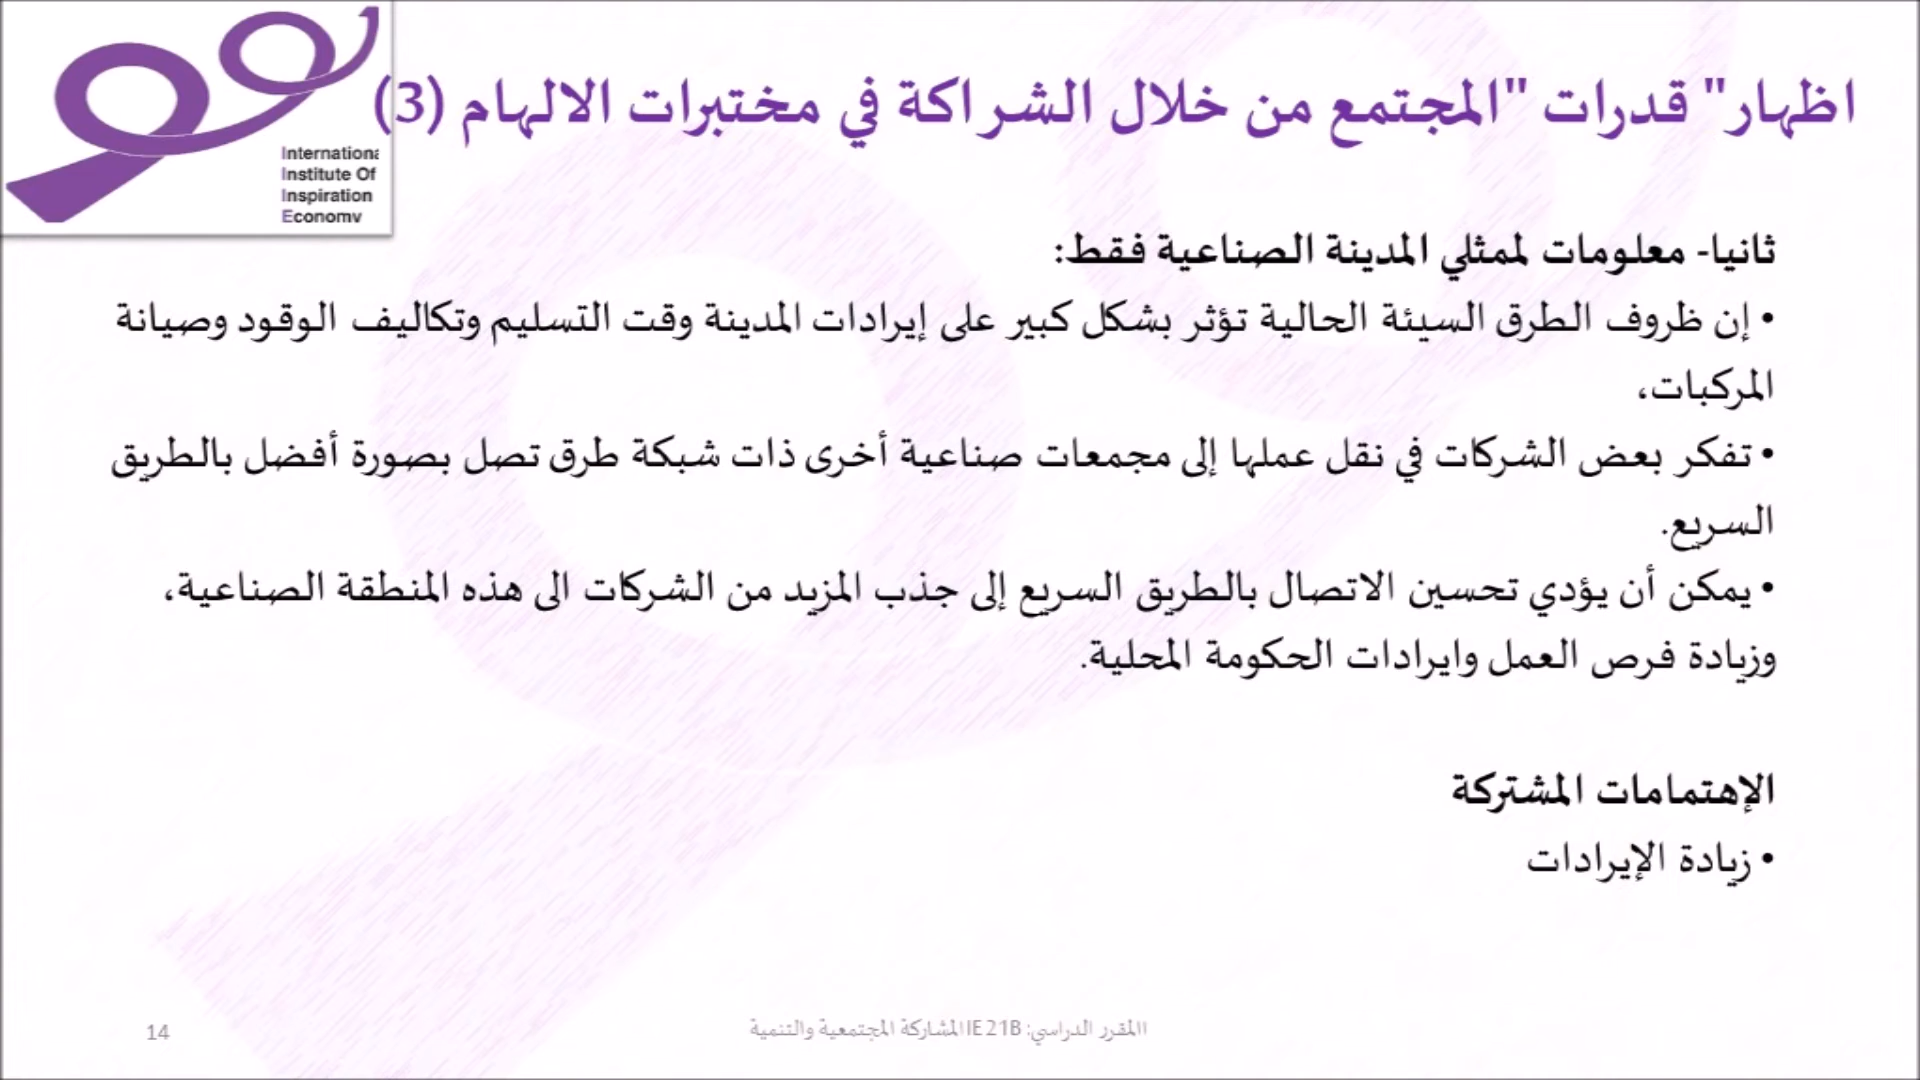 اظهار" قدرات "المجتمع من خلال الشراكة في مختبرات الالهام (3)
Internationa
Institute Of
Inspiration
Economy
ثانيا- معلومات لممثلي المدينة الصناعية فقط:
• إن ظروف الطرق السيئة الحالية تؤثر بشكل كبير على إيرادات المدينة وقت التسليم وتكاليف الوقود وصيانة
المركبات،
• تفكر بعض الشركات في نقل عملها إلى مجمعات صناعية أخرى ذات شبكة طرق تصل بصورة أفضل بالطريق
السريع.
• يمكن أن يؤدي تحسين الاتصال بالطريق السريع إلى جذب المزيد من الشركات الى هذه المنطقة الصناعية،
وزيادة فرص العمل وايرادات الحكومة المحلية.
الإهتمامات المشتركة
• زيادة الإيرادات
االمقرر الدراسي: IE 21B المشاركة المجتمعية والتنمية
14